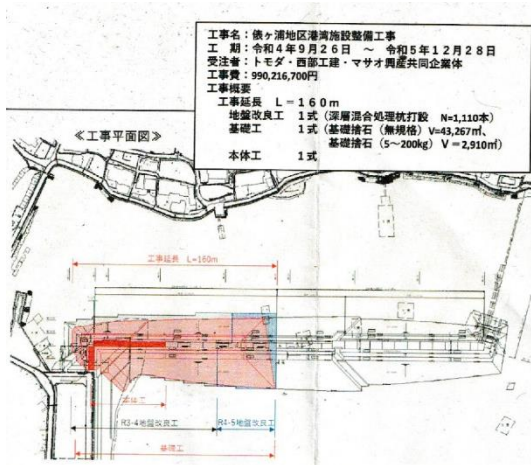 工事名：俵ヶ浦地区港湾施設整備工事
工　期：令和4年9月26日　～　令和5年12月28日
受注者：トモダ・西部工建・マサオ興産共同企業体
工事費：990,216,700円
工事概要
工事延長　L=160m
地盤改良工　1式（深層混合処理杭打設　N=1,110本）
基礎工　1式（基礎捨石（無規格）V=43,267㎥、
基礎捨石（5～200kg）V=2,910㎥）
本体工　1式
≪工事平面図≫
工事延長　L=160m
本体工
R3-4地盤改良工
R4-5地盤改良工
基礎工